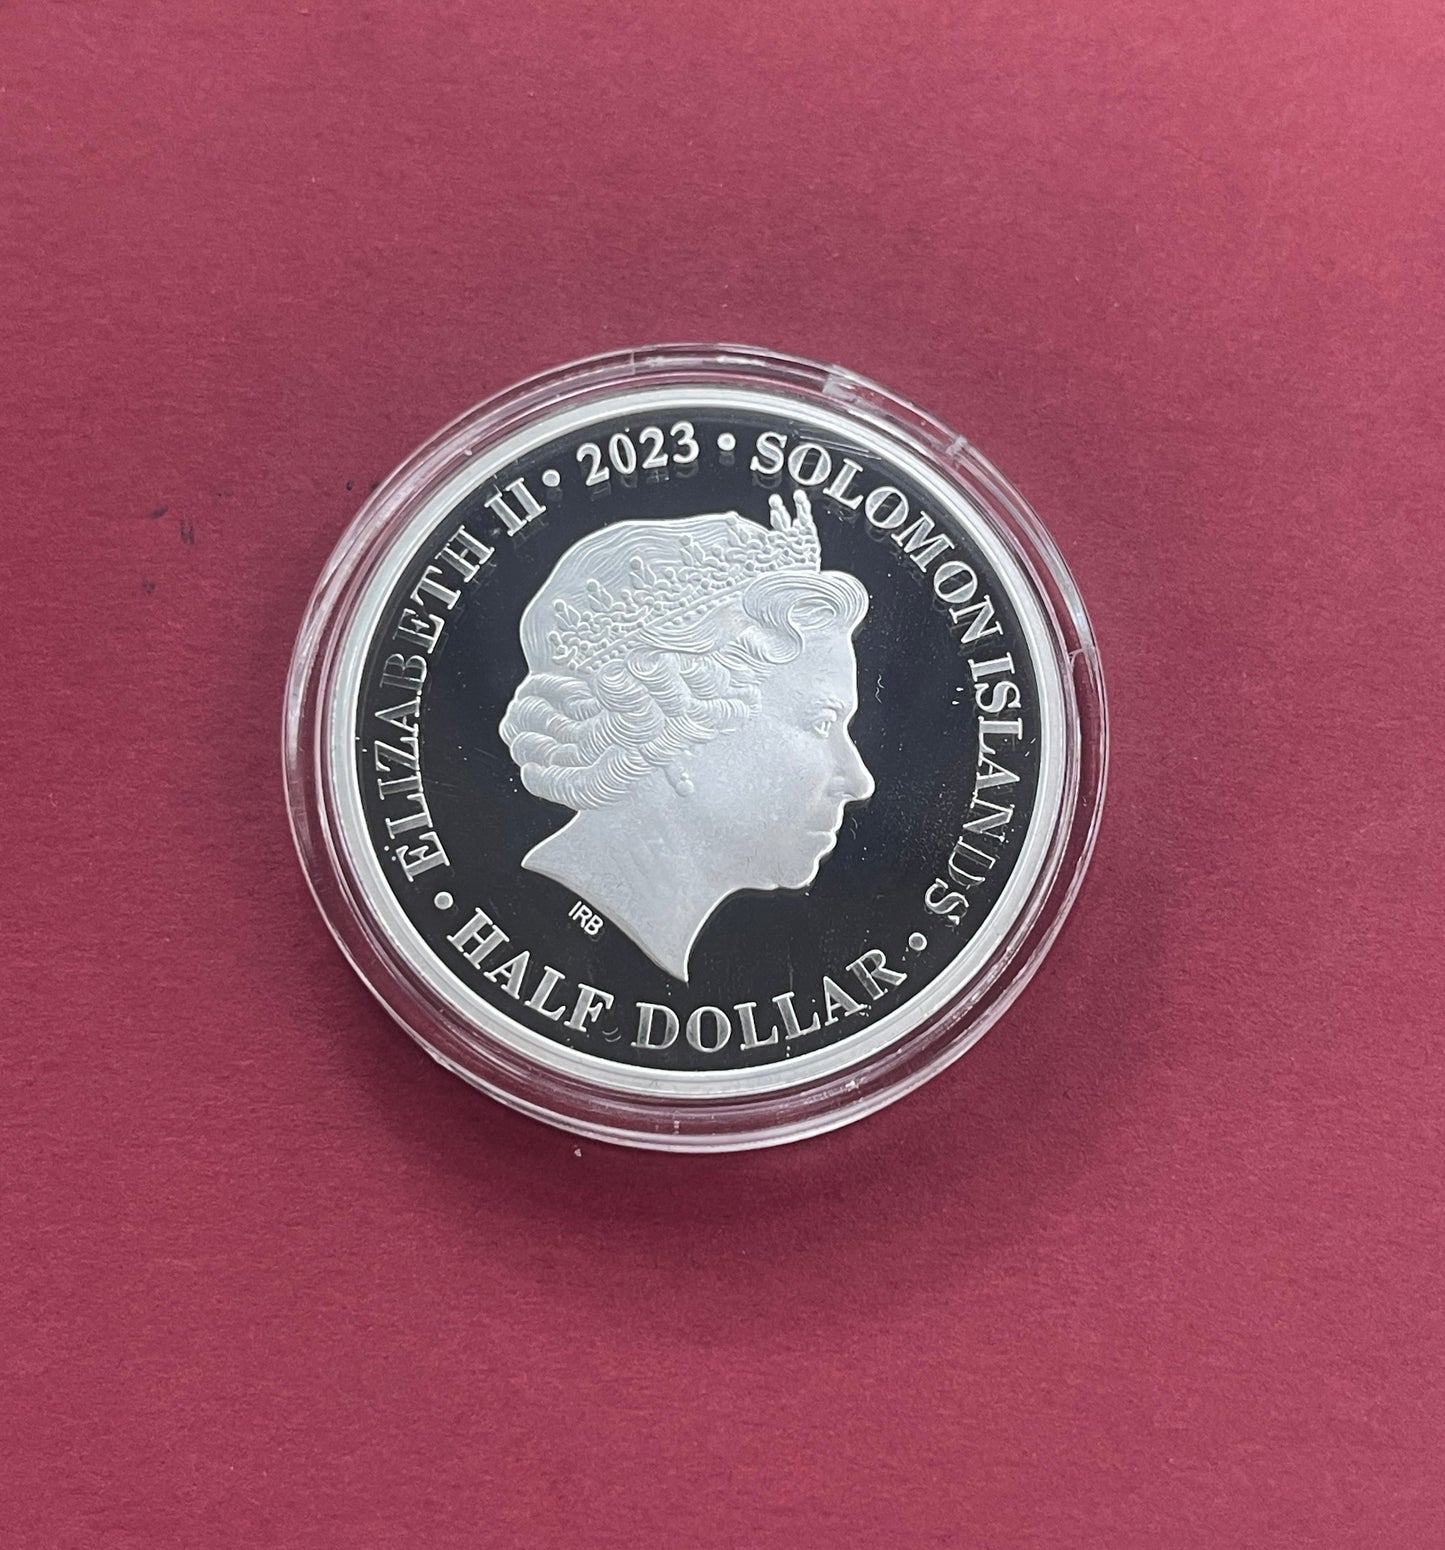 • ELIZABETH II • 2023 • SOLOMON ISLANDS •
HALF DOLLAR
IRB